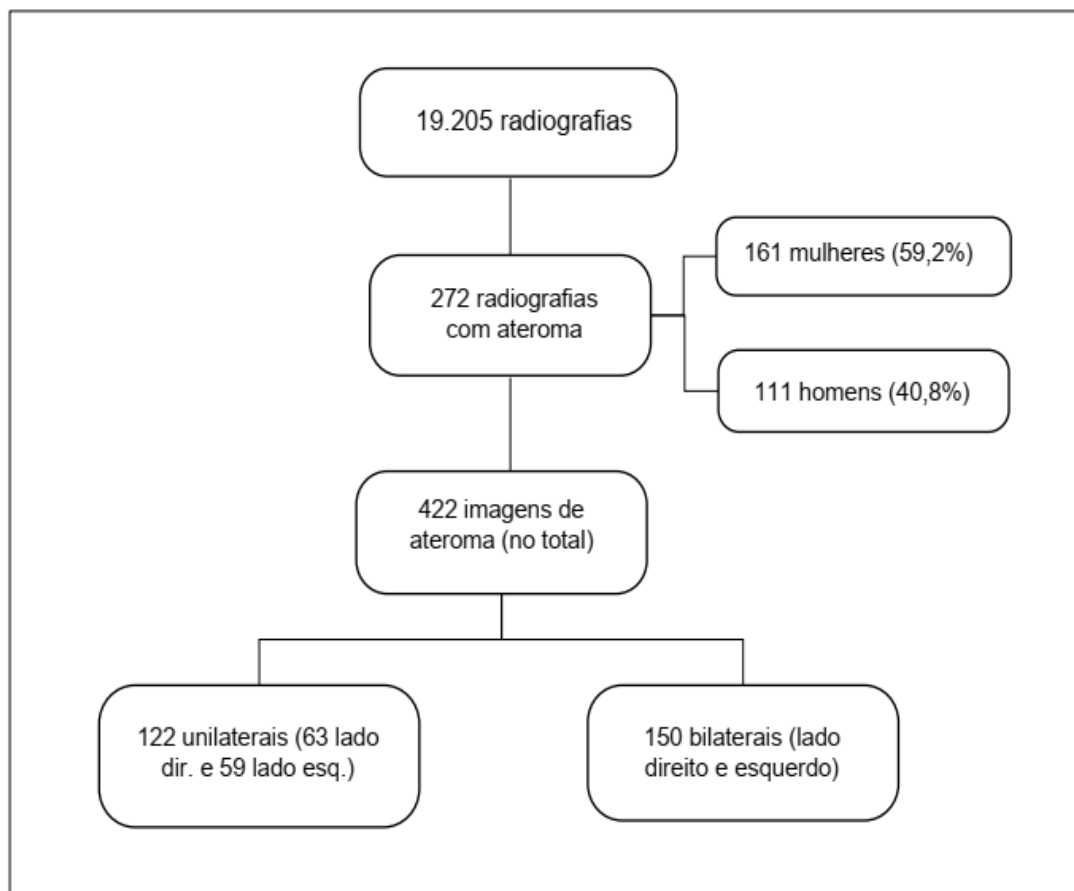 19.205 radiografias
272 radiografias
com ateroma
161 mulheres (59,2%)
111 homens (40,8%)
422 imagens de
ateroma (no total)
122 unilaterais (63 lado
dir. e 59 lado esq.)
150 bilaterais (lado
direito e esquerdo)